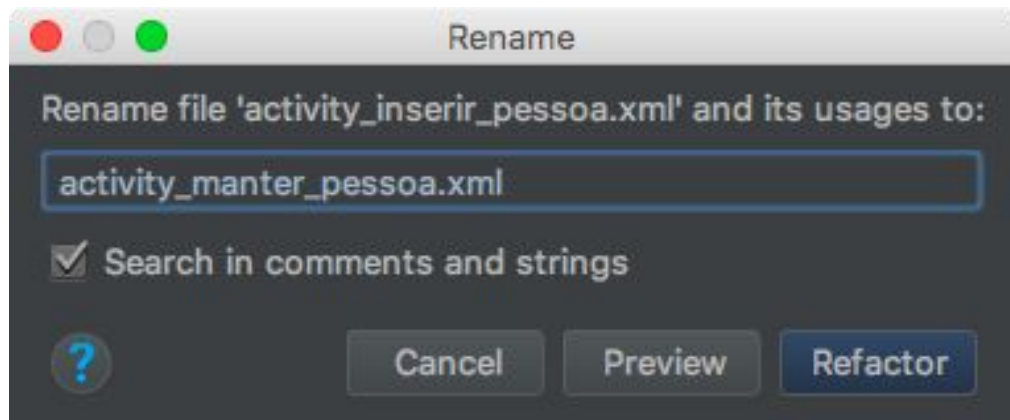 Rename
Rename file 'activity_inserir_pessoa.xml' and its usages to:
activity_manter_pessoa.xml
Search in comments and strings
? Cancel Preview Refactor